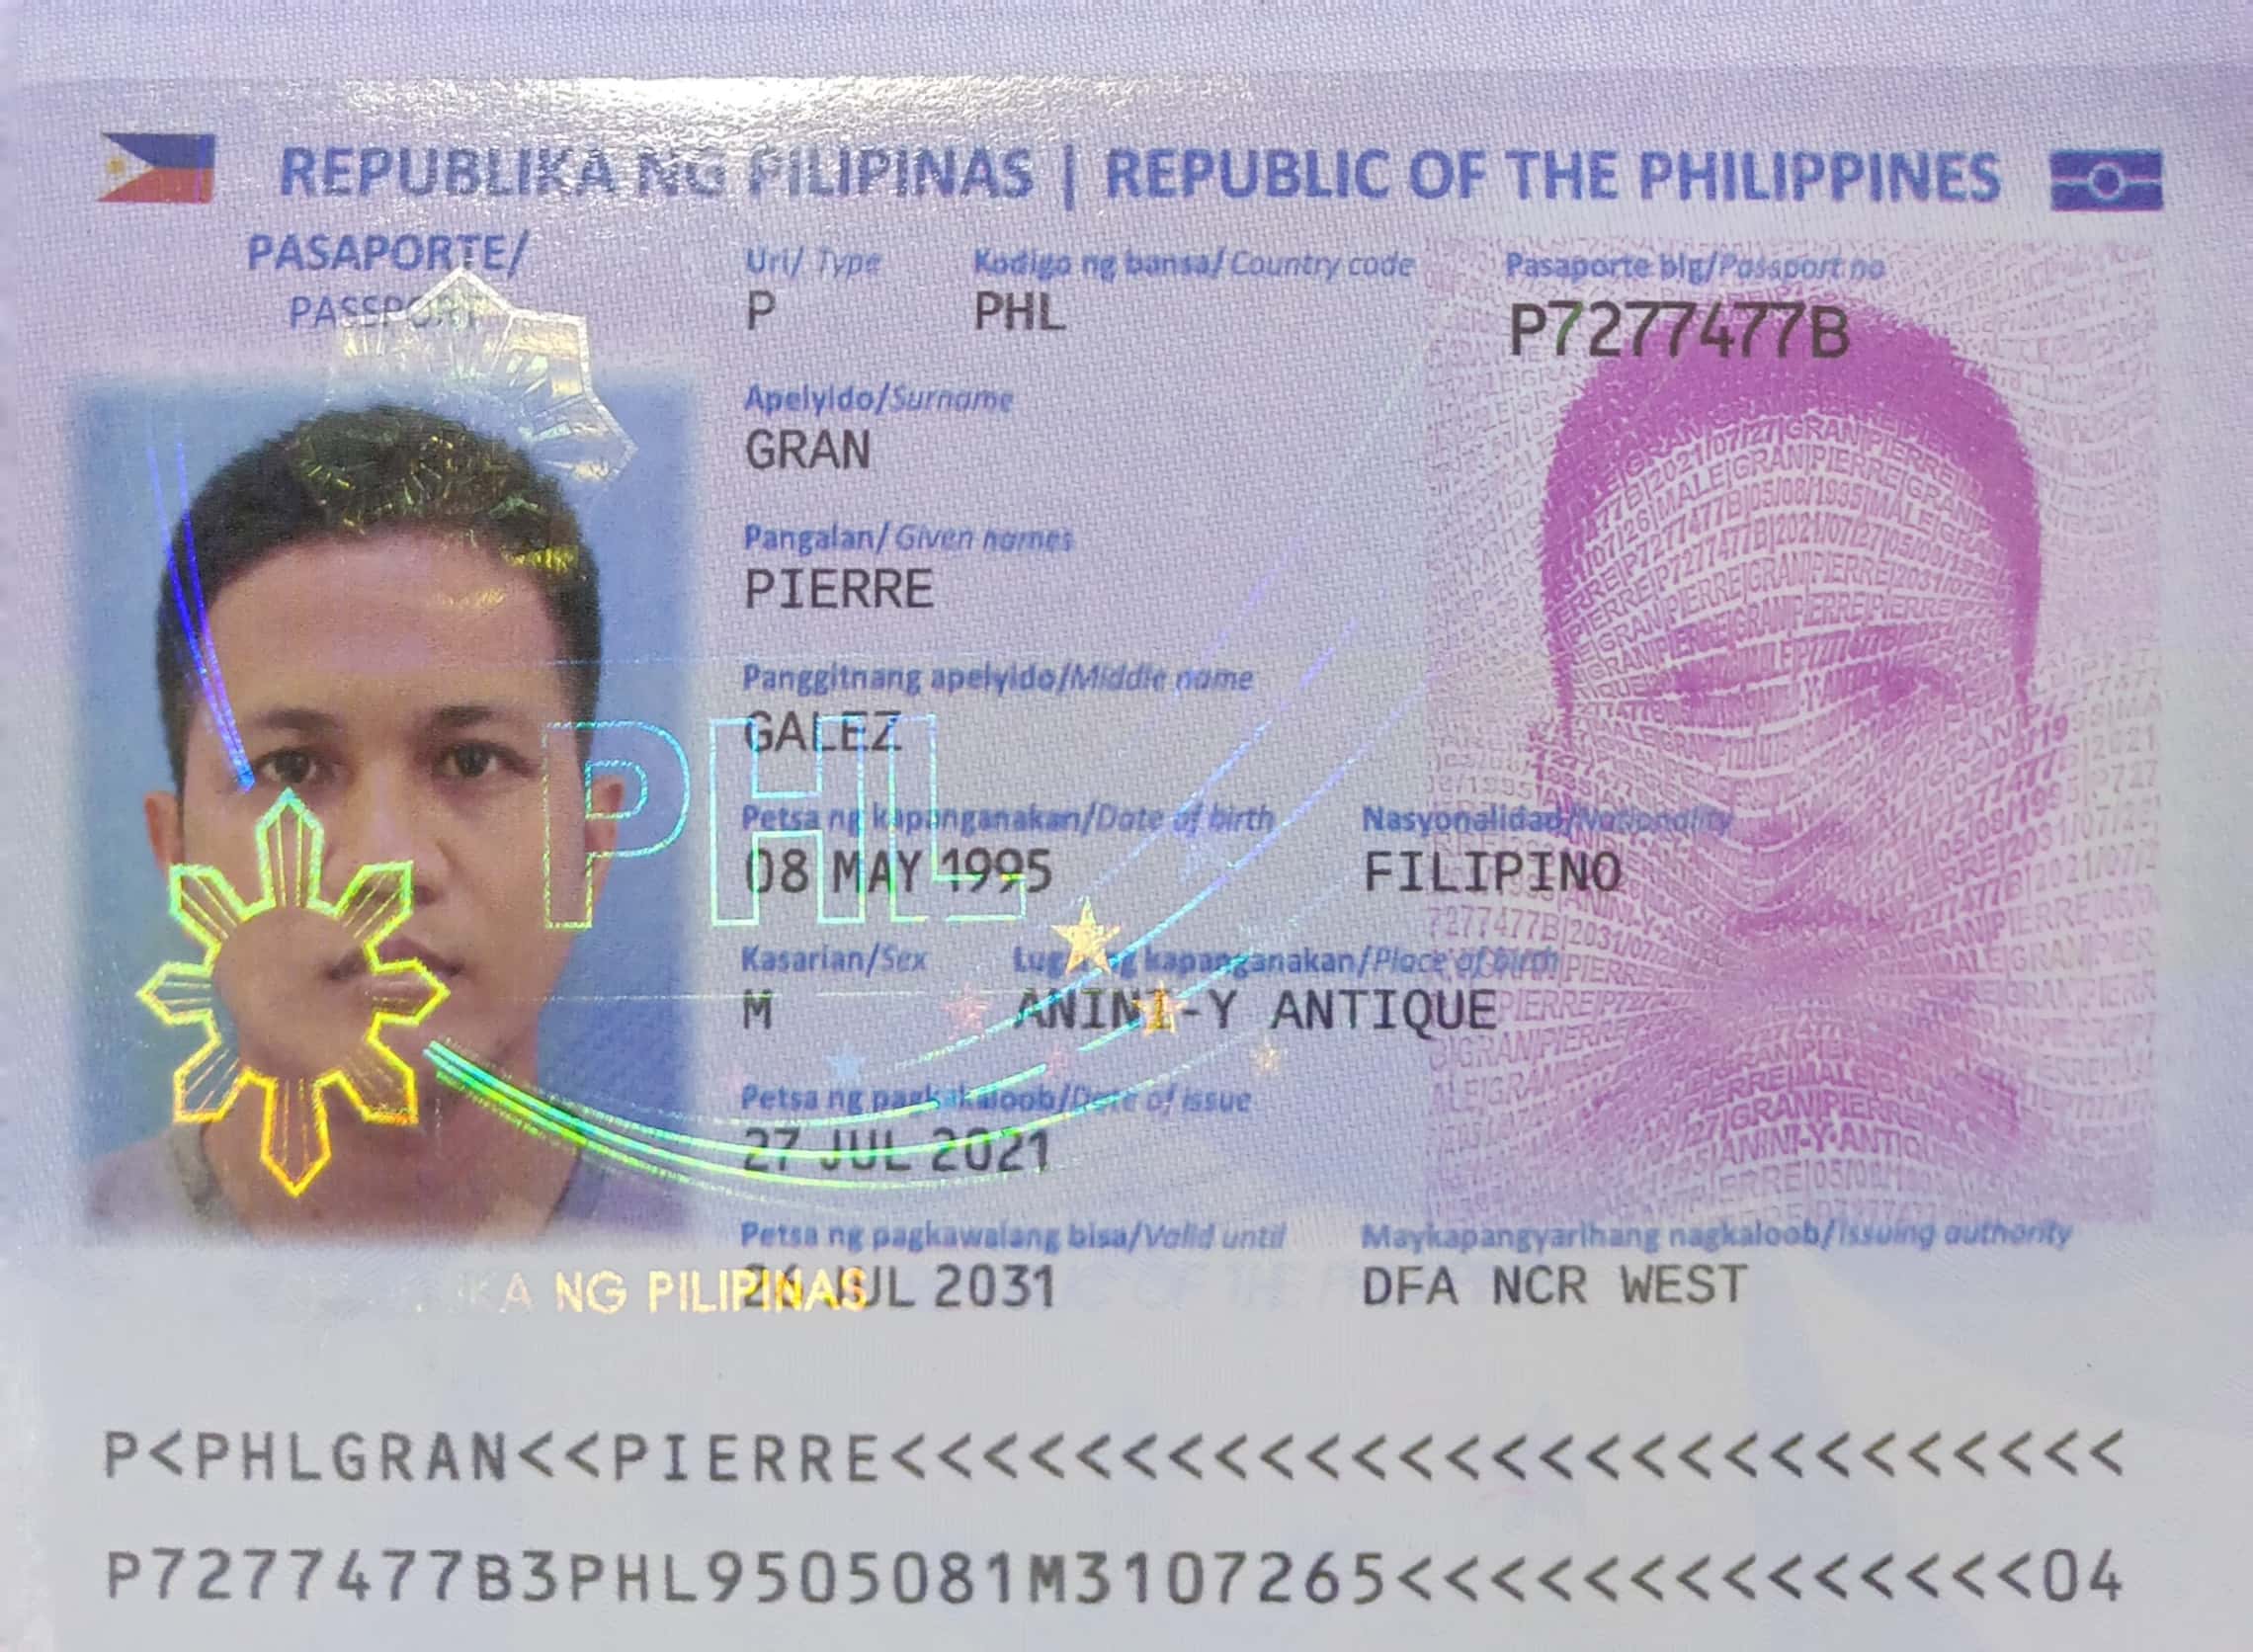 REPUBLIKA NG PILIPINAS | REPUBLIC OF THE PHILIPPINES
PASAPORTE/
PASSPORT
Uri/ Type
P
Kodigo ng bansa/ Country code
PHL
Pasaporte blg/Passport no
P7277477B
Apelyido/Surname
GRAN
Pangalan/ Given names
PIERRE
Panggitnang apelyido/Middle name
GALEZ
PHL
Petsa ng kapanganakan/Date of birth
08 MAY 1995
Nasyonalidad/Nationality
FILIPINO
Kasarian/Sex
M
Lugar ng kapanganakan/Place of birth
ANINI-Y ANTIQUE
Petsa ng pagkakaloob/Date of issue
27 JUL 2021
Petsa ng pagkawalang bisa/Valid until
26 JUL 2031
Maykapangyarihang nagkaloob/Issuing authority
DFA NCR WEST
KA NG PILIPINAS
P<PHLGRAN<<PIERRE<<<<<<<<<<<<<<<<<<<<<<<<<<<
P7277477B3PHL9505081M3107265<<<<<<<<<<<<<<04